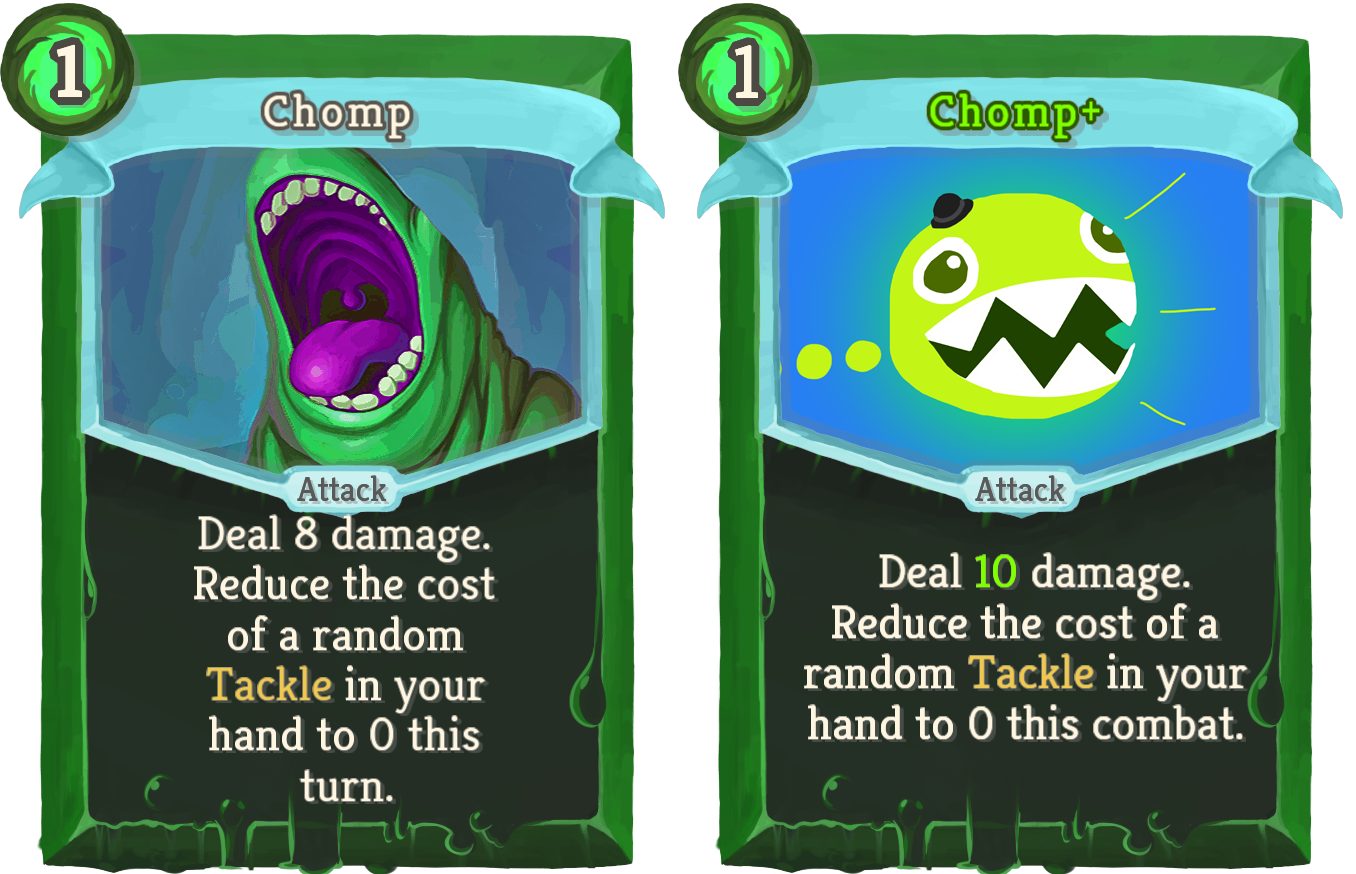 1
Chomp
Attack
Deal 8 damage.
Reduce the cost
of a random
Tackle in your
hand to 0 this
turn.
1
Chomp+
Attack
Deal 10 damage.
Reduce the cost of a
random Tackle in your
hand to 0 this combat.